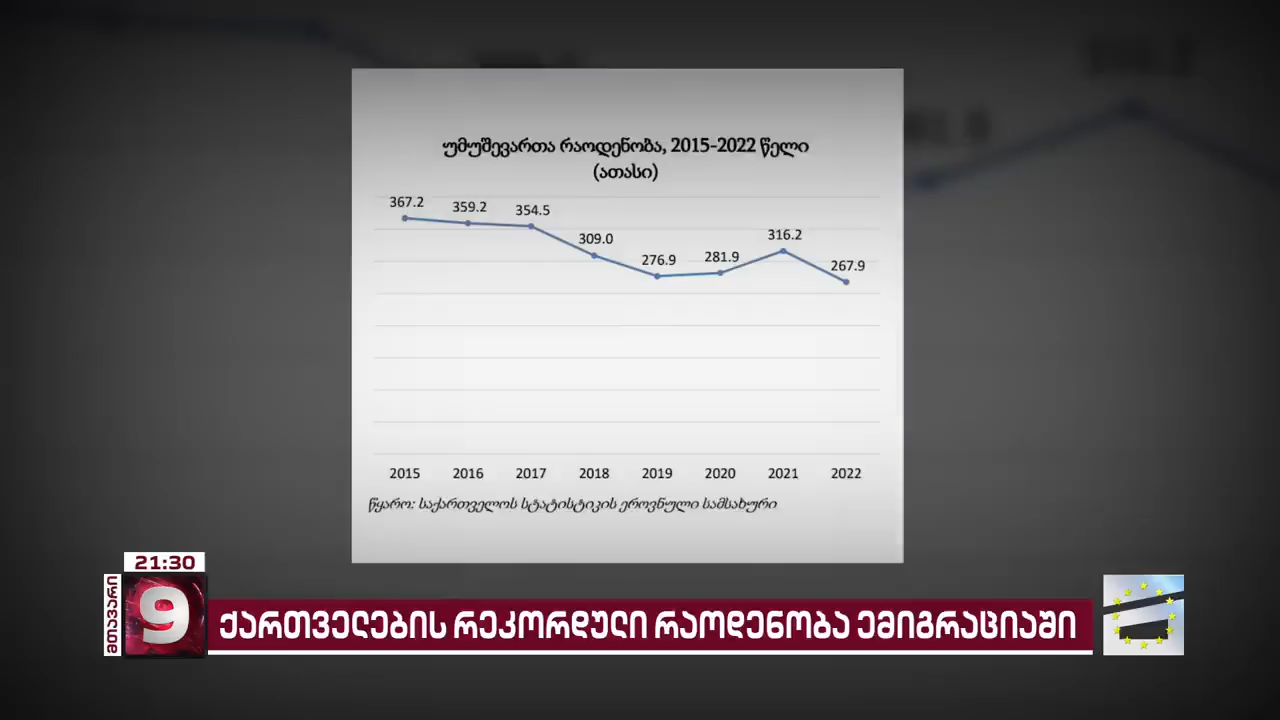 უმუშევართა რაოდენობა, 2015-2022 წელი
(ათასი)
367.2
359.2
354.5
309.0
276.9
281.9
316.2
267.9
2015 2016 2017 2018 2019 2020 2021 2022
წყარო: საქართველოს სტატისტიკის ეროვნული სამსახური
21:30
მთავარი
9
ქართველების რეკორდული რაოდენობა ემიგრაციაში